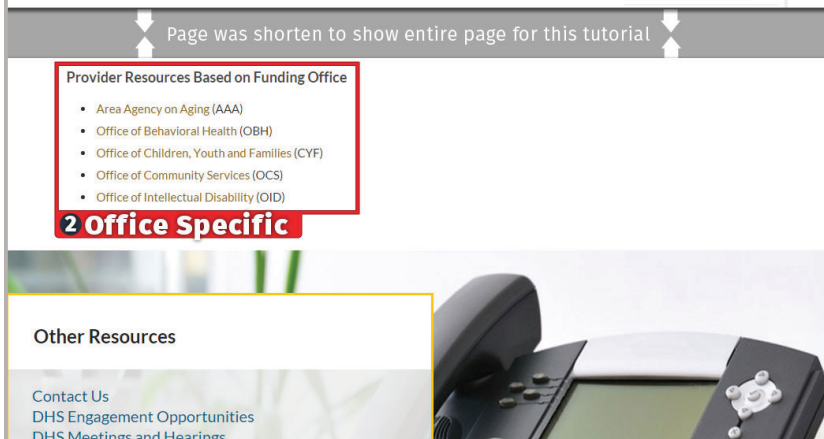 Page was shorten to show entire page for this tutorial
Provider Resources Based on Funding Office
• Area Agency on Aging (AAA)
• Office of Behavioral Health (OBH)
• Office of Children, Youth and Families (CYF)
• Office of Community Services (OCS)
• Office of Intellectual Disability (OID)
2 Office Specific
Other Resources
Contact Us
DHS Engagement Opportunities
DHS Meetings and Hearings